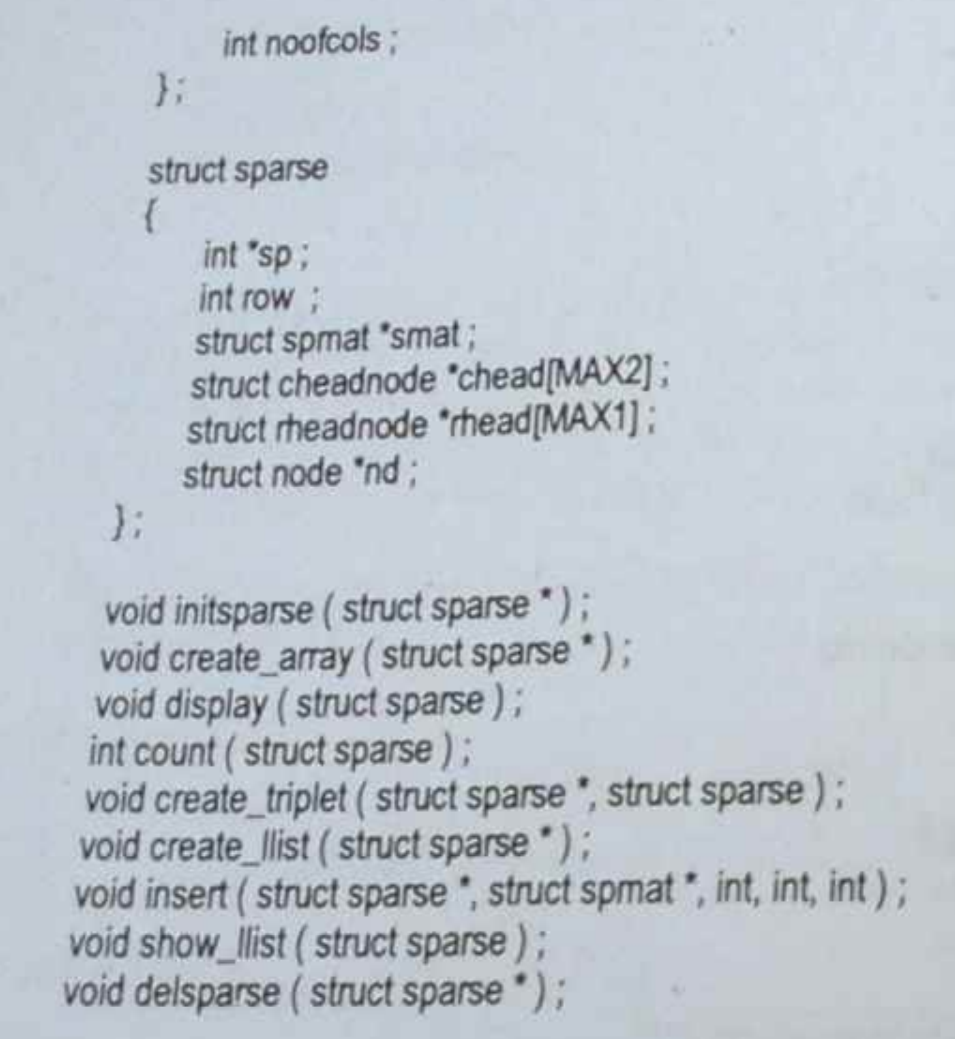 int noofcols ;
} ;
struct sparse
{
int *sp ;
int row ;
struct spmat *smat ;
struct cheadnode *chead[MAX2] ;
struct rheadnode *rhead[MAX1] ;
struct node *nd ;
} ;
void initsparse ( struct sparse * ) ;
void create_array ( struct sparse * ) ;
void display ( struct sparse ) ;
int count ( struct sparse ) ;
void create_triplet ( struct sparse *, struct sparse ) ;
void create_llist ( struct sparse * ) ;
void insert ( struct sparse *, struct spmat *, int, int, int ) ;
void show_llist ( struct sparse ) ;
void delsparse ( struct sparse * ) ;